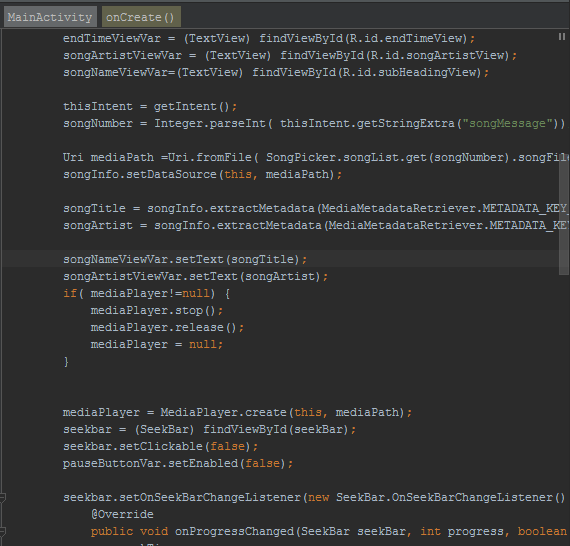 MainActivity onCreate()
endTimeViewVar = (TextView) findViewById(R.id.endTimeView);
songArtistViewVar = (TextView) findViewById(R.id.songArtistView);
songNameViewVar=(TextView) findViewById(R.id.subHeadingView);
thisIntent = getIntent();
songNumber = Integer.parseInt( thisIntent.getStringExtra("songMessage"))
Uri mediaPath =Uri.fromFile( SongPicker.songList.get(songNumber).songFil
songInfo.setDataSource(this, mediaPath);
songTitle = songInfo.extractMetadata(MediaMetadataRetriever.METADATA_KEY_
songArtist = songInfo.extractMetadata(MediaMetadataRetriever.METADATA_KE
songNameViewVar.setText(songTitle);
songArtistViewVar.setText(songArtist);
if( mediaPlayer!=null) {
mediaPlayer.stop();
mediaPlayer.release();
mediaPlayer = null;
}
mediaPlayer = MediaPlayer.create(this, mediaPath);
seekbar = (SeekBar) findViewById(seekBar);
seekbar.setClickable(false);
pauseButtonVar.setEnabled(false);
seekbar.setOnSeekBarChangeListener(new SeekBar.OnSeekBarChangeListener()
@Override
public void onProgressChanged(SeekBar seekBar, int progress, boolean